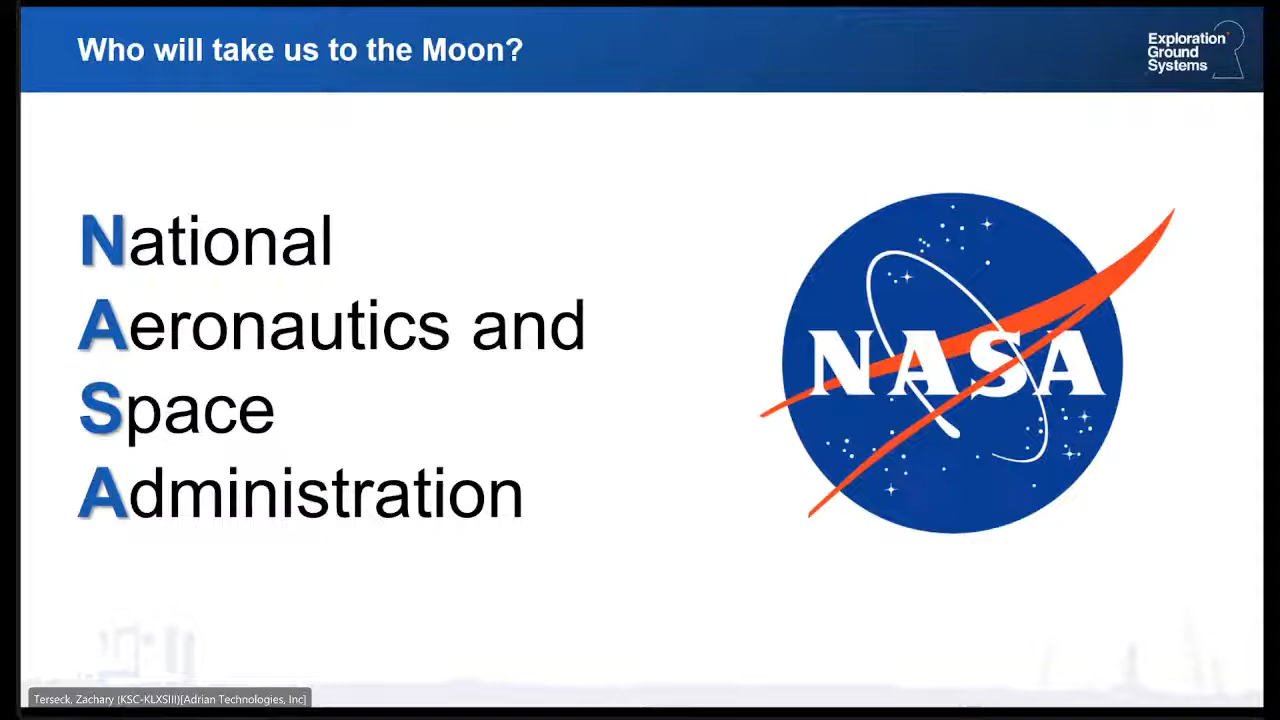 Who will take us to the Moon?
Exploration
Ground
Systems
National
Aeronautics and
Space
Administration
NASA
Terseck, Zachary (KSC-KLXSIII)[Adrian Technologies, Inc]